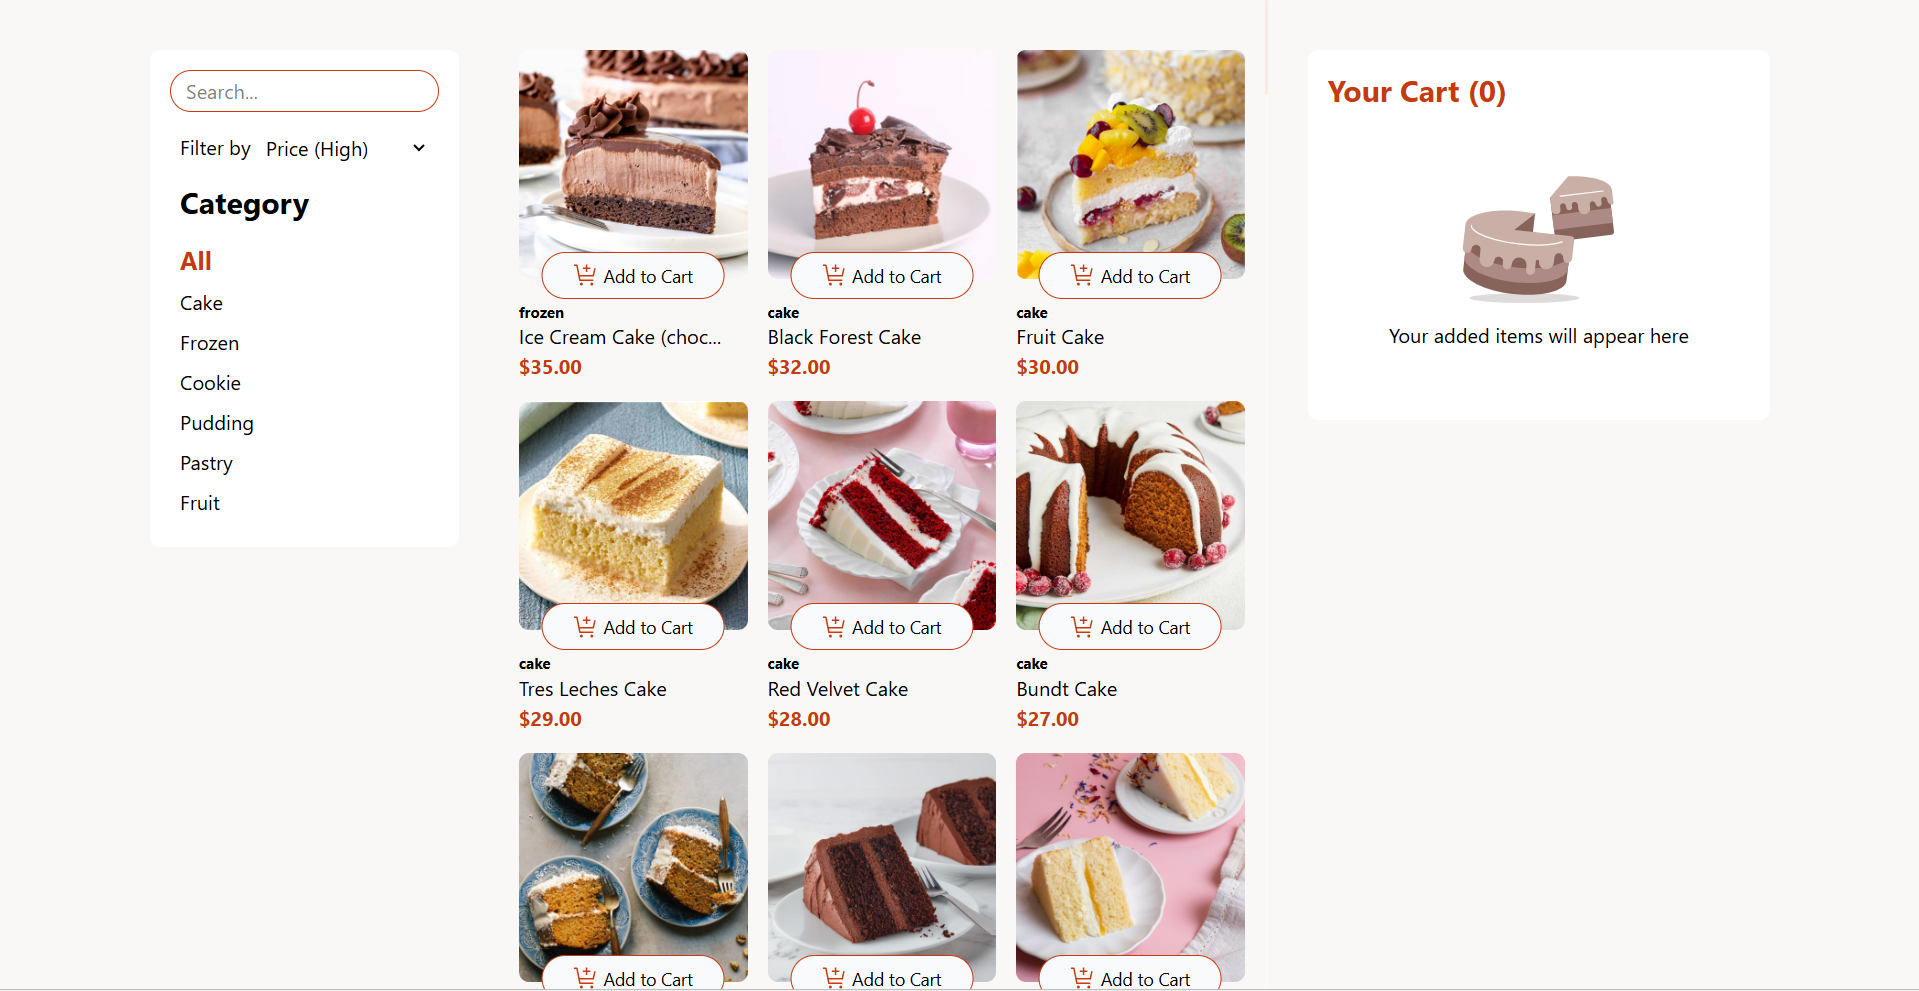 Search...
Filter by Price (High)
Category
All
Cake
Frozen
Cookie
Pudding
Pastry
Fruit
Add to Cart
frozen
Ice Cream Cake (choc...
$35.00
Add to Cart
cake
Black Forest Cake
$32.00
Add to Cart
cake
Fruit Cake
$30.00
Add to Cart
cake
Tres Leches Cake
$29.00
Add to Cart
cake
Red Velvet Cake
$28.00
Add to Cart
cake
Bundt Cake
$27.00
Add to Cart
Add to Cart
Add to Cart
Your Cart (0)
Your added items will appear here